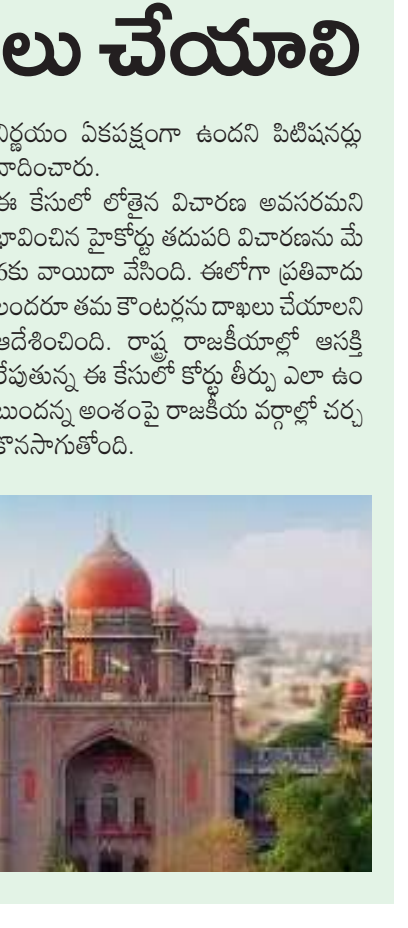 లు చేయాలి
నిర్ణయం ఏకపక్షంగా ఉందని పిటిషనర్లు
వాదించారు.
ఈ కేసులో లోతైన విచారణ అవసరమని
భావించిన హైకోర్టు తదుపరి విచారణను మే
కు వాయిదా వేసింది. ఈలోగా ప్రతివాదు
లందరూ తమ కౌంటర్లను దాఖలు చేయాలని
ఆదేశించింది. రాష్ట్ర రాజకీయాల్లో ఆసక్తి
రేపుతున్న ఈ కేసులో కోర్టు తీర్పు ఎలా ఉం
బుందన్న అంశంపై రాజకీయ వర్గాల్లో చర్చ
కొనసాగుతోంది.